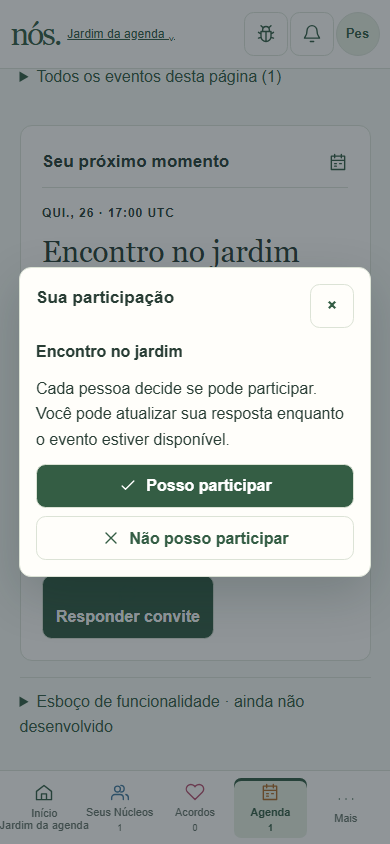 nós. Jardim da agenda Pes
Todos os eventos desta página (1)
Seu próximo momento
QUI., 26 · 17:00 UTC
Encontro no jardim
Sua participação ×
Encontro no jardim
Cada pessoa decide se pode participar.
Você pode atualizar sua resposta enquanto
o evento estiver disponível.
Posso participar
Não posso participar
Responder convite
Esboço de funcionalidade · ainda não
desenvolvido
Início Seus Núcleos Acordos Agenda Mais
Jardim da agenda 1 0 1